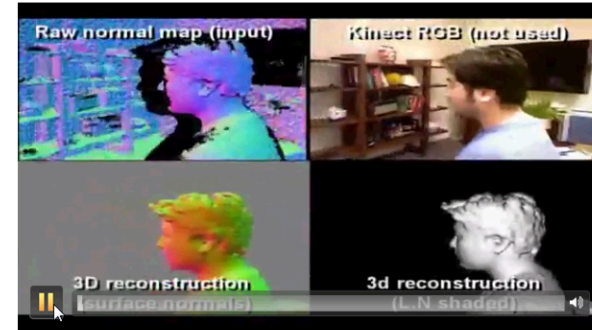 Raw normal map (input)
Kinect RGB (not used)
3D reconstruction
(surface normals)
3d reconstruction
(L.N shaded)